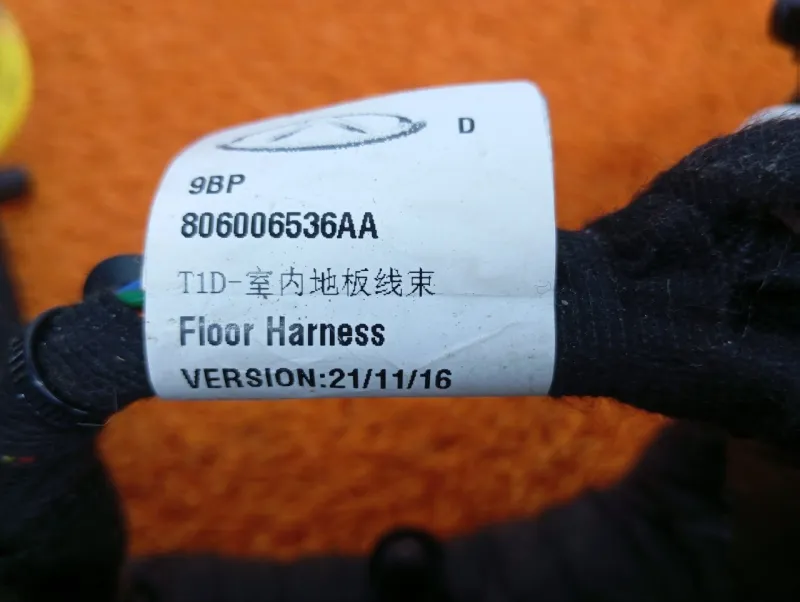 D
9BP
806006536AA
T1D-室内地板线束
Floor Harness
VERSION:21/11/16